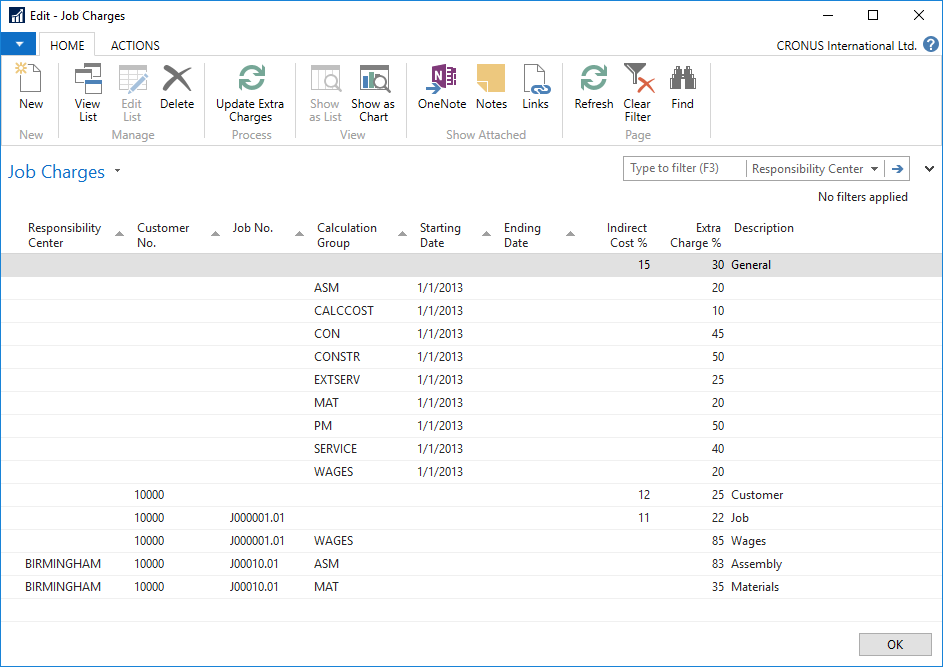 Edit - Job Charges
HOME ACTIONS CRONUS International Ltd.
New View List Edit List Delete Update Extra Charges Show as List Show as Chart OneNote Notes Links Refresh Clear Filter Find
New Manage Process View Show Attached Page
Job Charges Type to filter (F3) Responsibility Center
No filters applied
Responsibility Center Customer No. Job No. Calculation Group Starting Date Ending Date Indirect Cost % Extra Charge % Description
15 30 General
ASM 1/1/2013 20
CALCCOST 1/1/2013 10
CON 1/1/2013 45
CONSTR 1/1/2013 50
EXTSERV 1/1/2013 25
MAT 1/1/2013 20
PM 1/1/2013 50
SERVICE 1/1/2013 40
WAGES 1/1/2013 20
10000 12 25 Customer
10000 J000001.01 11 22 Job
10000 J000001.01 WAGES 85 Wages
BIRMINGHAM 10000 J00010.01 ASM 83 Assembly
BIRMINGHAM 10000 J00010.01 MAT 35 Materials
OK